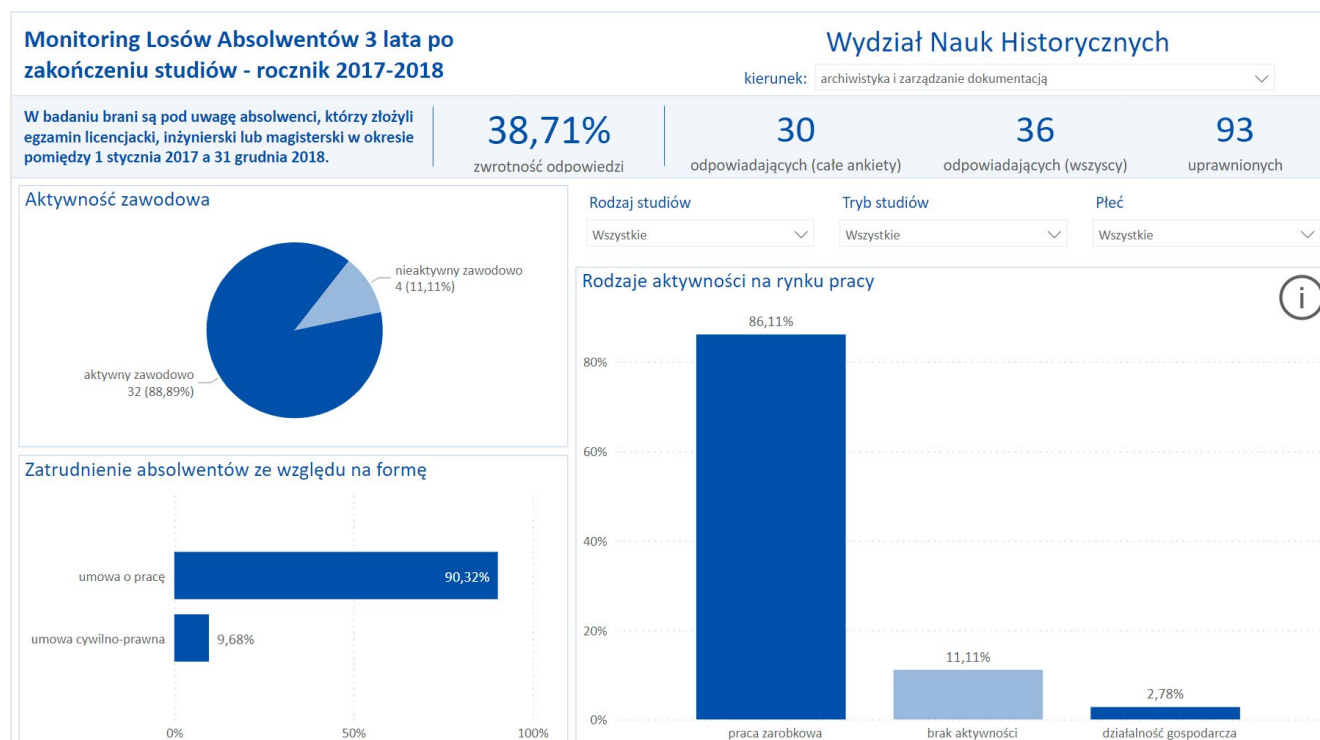 Monitoring Losów Absolwentów 3 lata po
zakończeniu studiów - rocznik 2017-2018
Wydział Nauk Historycznych
kierunek: archiwistyka i zarządzanie dokumentacją
W badaniu brani są pod uwagę absolwenci, którzy złożyli
egzamin licencjacki, inżynierski lub magisterski w okresie
pomiędzy 1 stycznia 2017 a 31 grudnia 2018.
38,71%
zwrotność odpowiedzi
30
odpowiadających (całe ankiety)
36
odpowiadających (wszyscy)
93
uprawnionych
Aktywność zawodowa
nieaktywny zawodowo
4 (11,11%)
aktywny zawodowo
32 (88,89%)
Rodzaj studiów
Wszystkie
Tryb studiów
Wszystkie
Płeć
Wszystkie
Zatrudnienie absolwentów ze względu na formę
umowa o pracę
90,32%
umowa cywilno-prawna
9,68%
0% 50% 100%
Rodzaje aktywności na rynku pracy
i
86,11%
80%
60%
40%
20%
11,11%
2,78%
0%
praca zarobkowa
brak aktywności
działalność gospodarcza